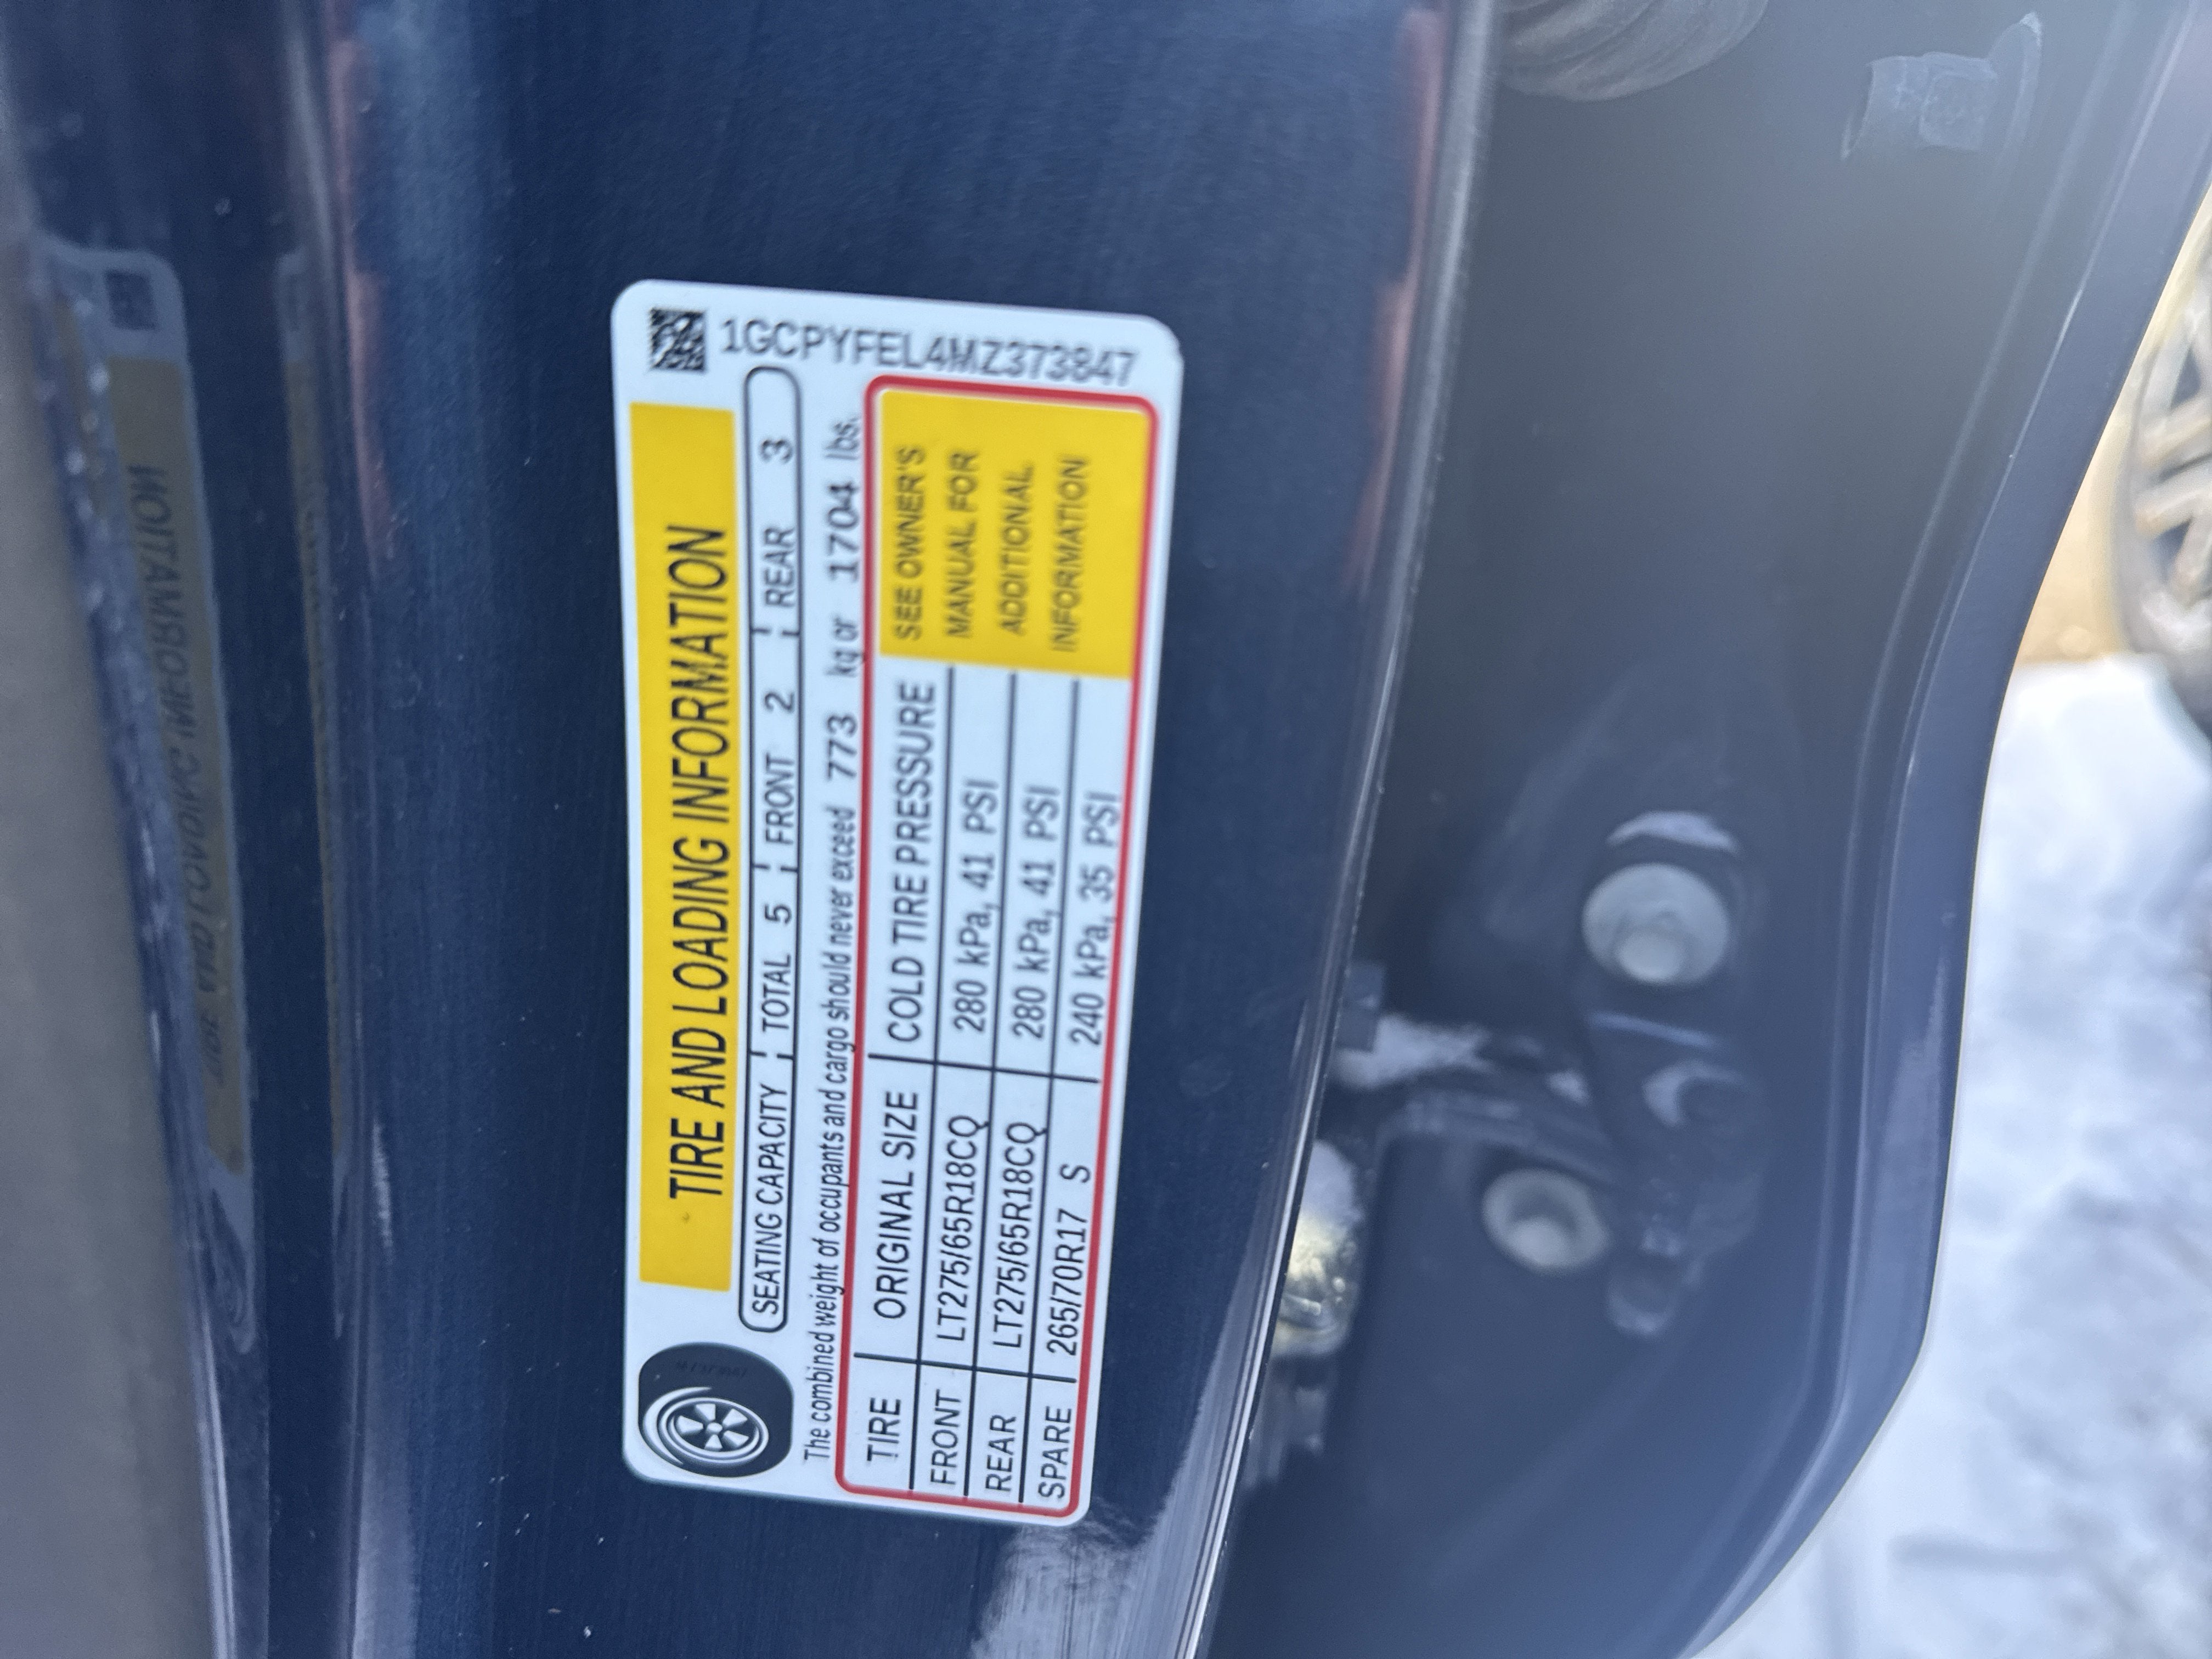 1GCPYFEL4MZ373847
TIRE AND LOADING INFORMATION
SEATING CAPACITY TOTAL 5 FRONT 2 REAR 3
The combined weight of occupants and cargo should never exceed 773 kg or 1704 lbs.
TIRE ORIGINAL SIZE COLD TIRE PRESSURE
FRONT LT275/65R18CQ 280 kPa, 41 PSI
REAR LT275/65R18CQ 280 kPa, 41 PSI
SPARE 265/70R17 S 240 kPa, 35 PSI
SEE OWNER'S
MANUAL FOR
ADDITIONAL
INFORMATION